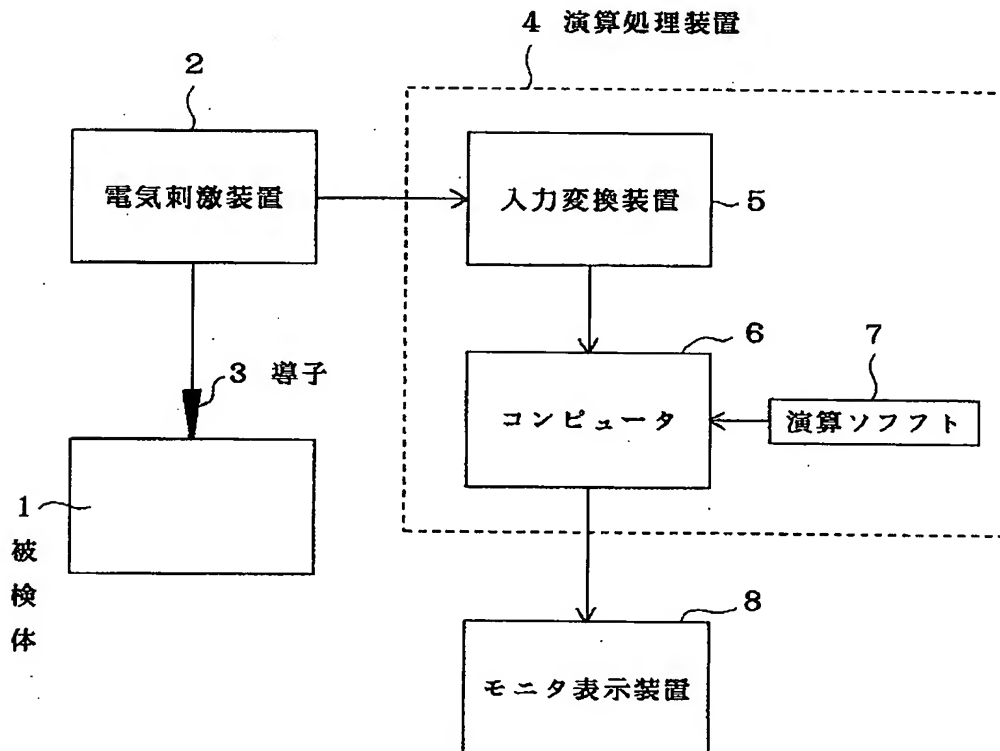 4 演算処理装置
2
電気刺激装置
入力変換装置
5
6
7
3 導子
コンピュータ
演算ソフフト
1
被
検
体
8
モニタ表示装置